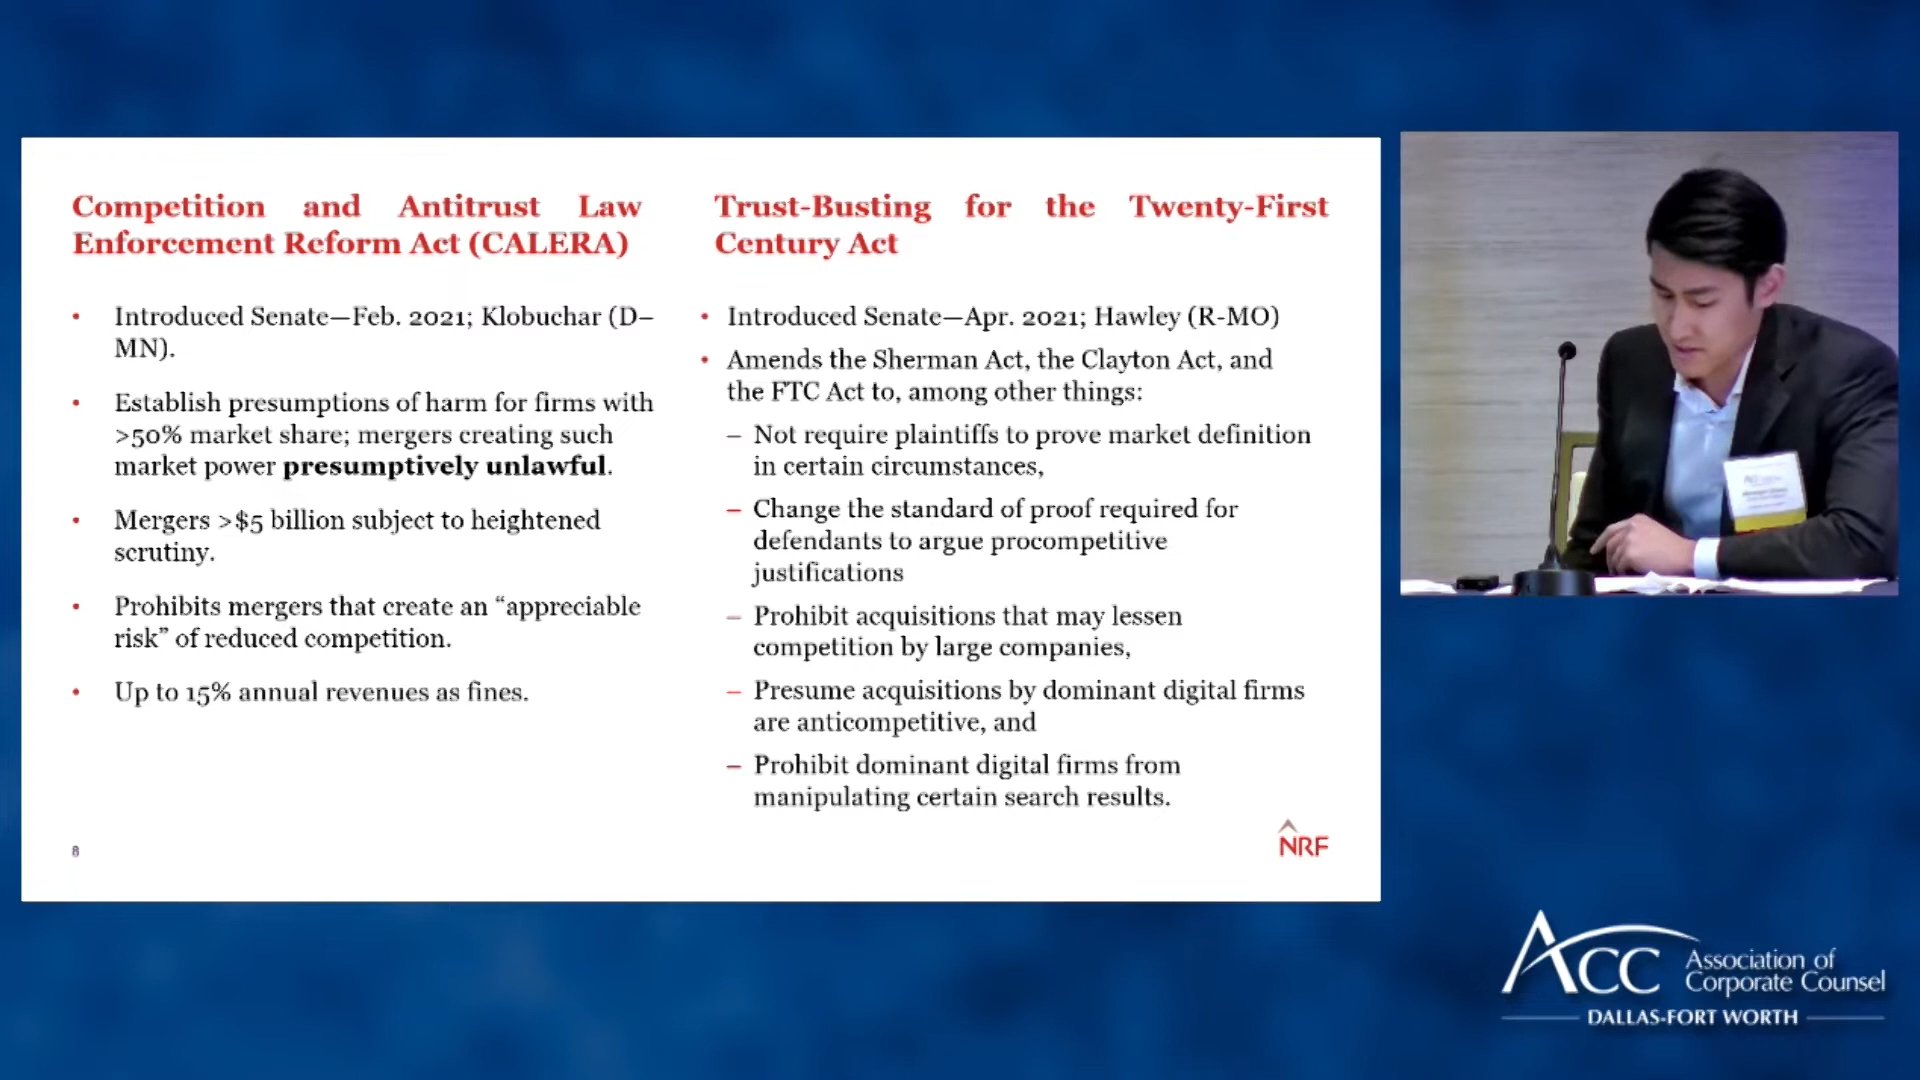 Competition and Antitrust Law
Enforcement Reform Act (CALERA)
• Introduced Senate—Feb. 2021; Klobuchar (D–
MN).
• Establish presumptions of harm for firms with
>50% market share; mergers creating such
market power presumptively unlawful.
• Mergers >$5 billion subject to heightened
scrutiny.
• Prohibits mergers that create an “appreciable
risk” of reduced competition.
• Up to 15% annual revenues as fines.
Trust-Busting for the Twenty-First
Century Act
• Introduced Senate—Apr. 2021; Hawley (R-MO)
• Amends the Sherman Act, the Clayton Act, and
the FTC Act to, among other things:
– Not require plaintiffs to prove market definition
in certain circumstances,
– Change the standard of proof required for
defendants to argue procompetitive
justifications
– Prohibit acquisitions that may lessen
competition by large companies,
– Presume acquisitions by dominant digital firms
are anticompetitive, and
– Prohibit dominant digital firms from
manipulating certain search results.
8
NRF
ACC
ACC Association of
Corporate Counsel
DALLAS-FORT WORTH